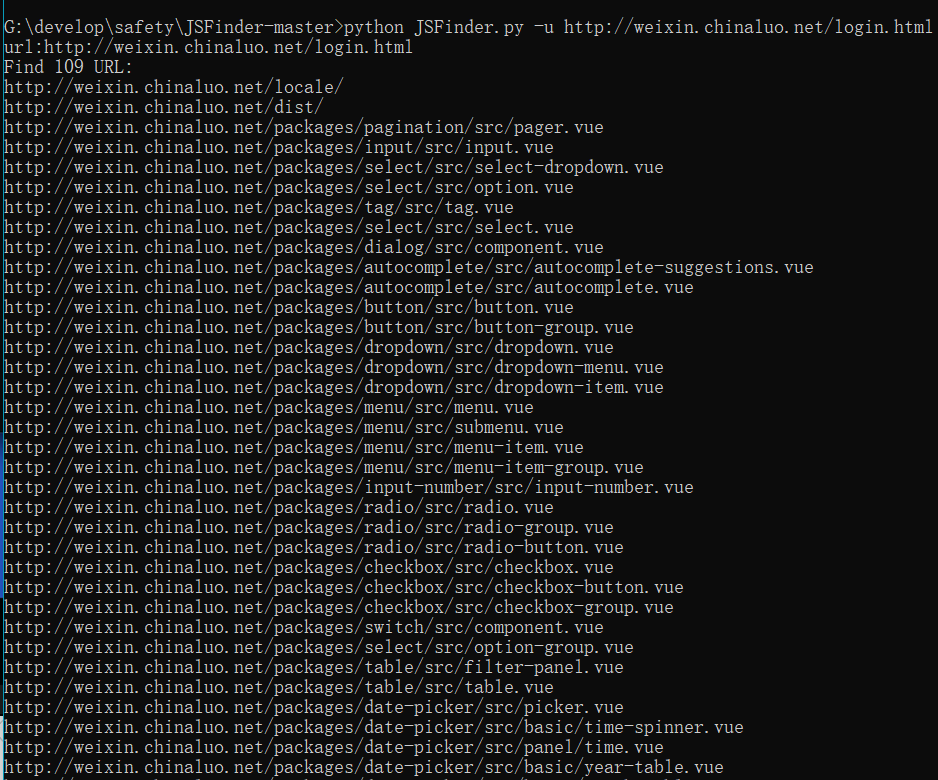 G:\develop\safety\JSFinder-master>python JSFinder.py -u http://weixin.chinaluo.net/login.html
url:http://weixin.chinaluo.net/login.html
Find 109 URL:
http://weixin.chinaluo.net/locale/
http://weixin.chinaluo.net/dist/
http://weixin.chinaluo.net/packages/pagination/src/pager.vue
http://weixin.chinaluo.net/packages/input/src/input.vue
http://weixin.chinaluo.net/packages/select/src/select-dropdown.vue
http://weixin.chinaluo.net/packages/select/src/option.vue
http://weixin.chinaluo.net/packages/tag/src/tag.vue
http://weixin.chinaluo.net/packages/select/src/select.vue
http://weixin.chinaluo.net/packages/dialog/src/component.vue
http://weixin.chinaluo.net/packages/autocomplete/src/autocomplete-suggestions.vue
http://weixin.chinaluo.net/packages/autocomplete/src/autocomplete.vue
http://weixin.chinaluo.net/packages/button/src/button.vue
http://weixin.chinaluo.net/packages/button/src/button-group.vue
http://weixin.chinaluo.net/packages/dropdown/src/dropdown.vue
http://weixin.chinaluo.net/packages/dropdown/src/dropdown-menu.vue
http://weixin.chinaluo.net/packages/dropdown/src/dropdown-item.vue
http://weixin.chinaluo.net/packages/menu/src/menu.vue
http://weixin.chinaluo.net/packages/menu/src/submenu.vue
http://weixin.chinaluo.net/packages/menu/src/menu-item.vue
http://weixin.chinaluo.net/packages/menu/src/menu-item-group.vue
http://weixin.chinaluo.net/packages/input-number/src/input-number.vue
http://weixin.chinaluo.net/packages/radio/src/radio.vue
http://weixin.chinaluo.net/packages/radio/src/radio-group.vue
http://weixin.chinaluo.net/packages/radio/src/radio-button.vue
http://weixin.chinaluo.net/packages/checkbox/src/checkbox.vue
http://weixin.chinaluo.net/packages/checkbox/src/checkbox-button.vue
http://weixin.chinaluo.net/packages/checkbox/src/checkbox-group.vue
http://weixin.chinaluo.net/packages/switch/src/component.vue
http://weixin.chinaluo.net/packages/select/src/option-group.vue
http://weixin.chinaluo.net/packages/table/src/filter-panel.vue
http://weixin.chinaluo.net/packages/table/src/table.vue
http://weixin.chinaluo.net/packages/date-picker/src/picker.vue
http://weixin.chinaluo.net/packages/date-picker/src/basic/time-spinner.vue
http://weixin.chinaluo.net/packages/date-picker/src/panel/time.vue
http://weixin.chinaluo.net/packages/date-picker/src/basic/year-table.vue